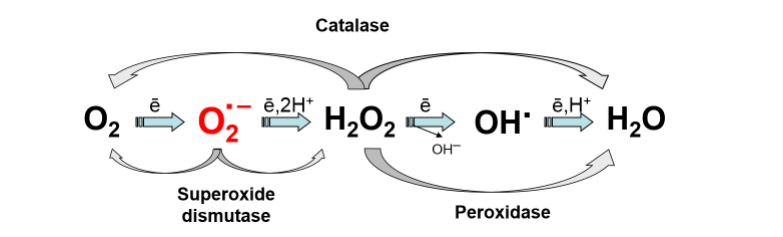 Catalase
ē ē,2H⁺ ē ē,H⁺
O₂ O₂•− H₂O₂ OH• H₂O
OH⁻
Superoxide
dismutase
Peroxidase